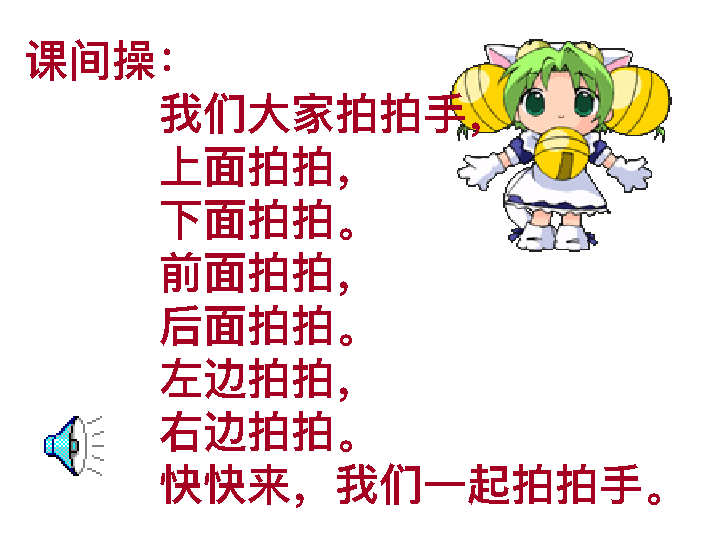 课间操：
我们大家拍拍手，
上面拍拍，
下面拍拍。
前面拍拍，
后面拍拍。
左边拍拍，
右边拍拍。
快快来，我们一起拍拍手。